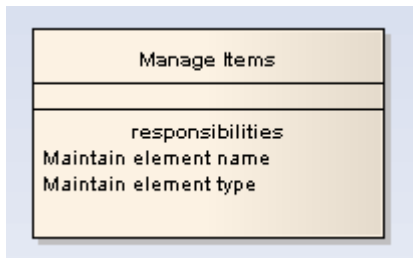 Manage Items
responsibilities
Maintain element name
Maintain element type